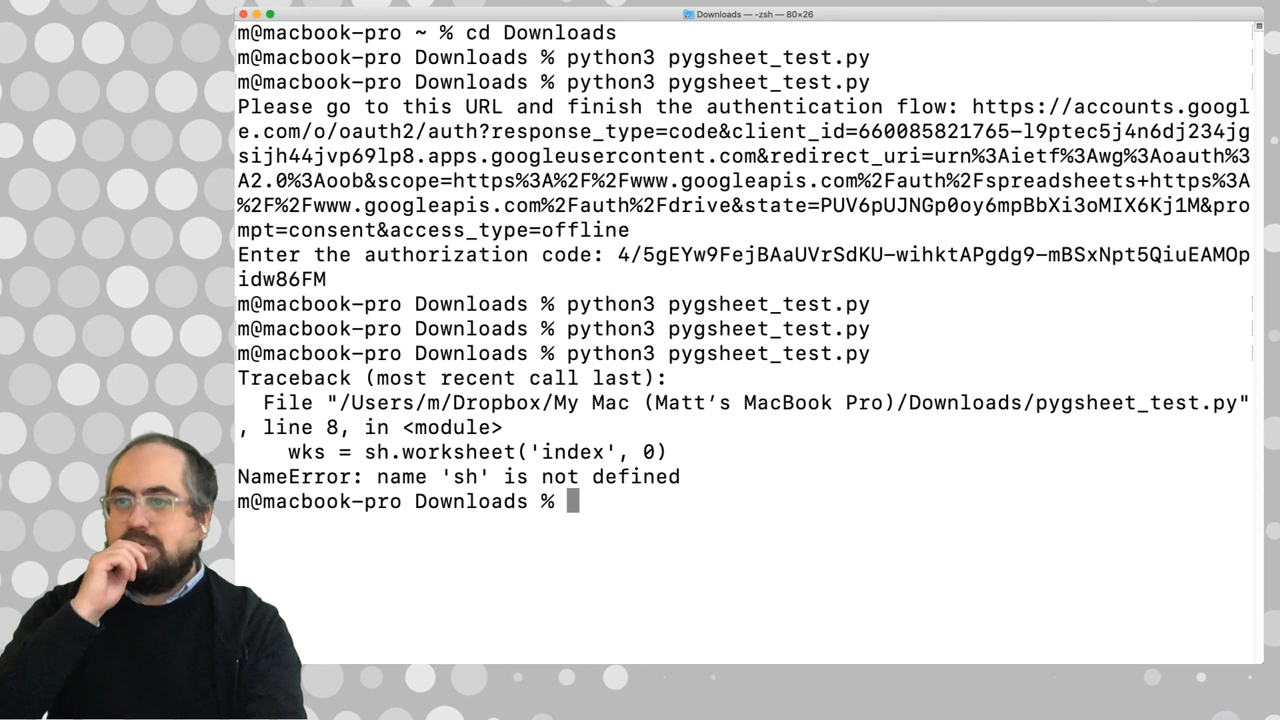 Downloads — -zsh — 80×26
m@macbook-pro ~ % cd Downloads
m@macbook-pro Downloads % python3 pygsheet_test.py
m@macbook-pro Downloads % python3 pygsheet_test.py
Please go to this URL and finish the authentication flow: https://accounts.googl
e.com/o/oauth2/auth?response_type=code&client_id=660085821765-l9ptec5j4n6dj234jg
sijh44jvp69lp8.apps.googleusercontent.com&redirect_uri=urn%3Aietf%3Awg%3Aoauth%3
A2.0%3Aoob&scope=https%3A%2F%2Fwww.googleapis.com%2Fauth%2Fspreadsheets+https%3A
%2F%2Fwww.googleapis.com%2Fauth%2Fdrive&state=PUV6pUJNGp0oy6mpBbXi3oMIX6Kj1M&pro
mpt=consent&access_type=offline
Enter the authorization code: 4/5gEYw9FejBAaUVrSdKU-wihktAPgdg9-mBSxNpt5QiuEAMOp
idw86FM
m@macbook-pro Downloads % python3 pygsheet_test.py
m@macbook-pro Downloads % python3 pygsheet_test.py
m@macbook-pro Downloads % python3 pygsheet_test.py
Traceback (most recent call last):
  File "/Users/m/Dropbox/My Mac (Matt’s MacBook Pro)/Downloads/pygsheet_test.py"
, line 8, in <module>
    wks = sh.worksheet('index', 0)
NameError: name 'sh' is not defined
m@macbook-pro Downloads %